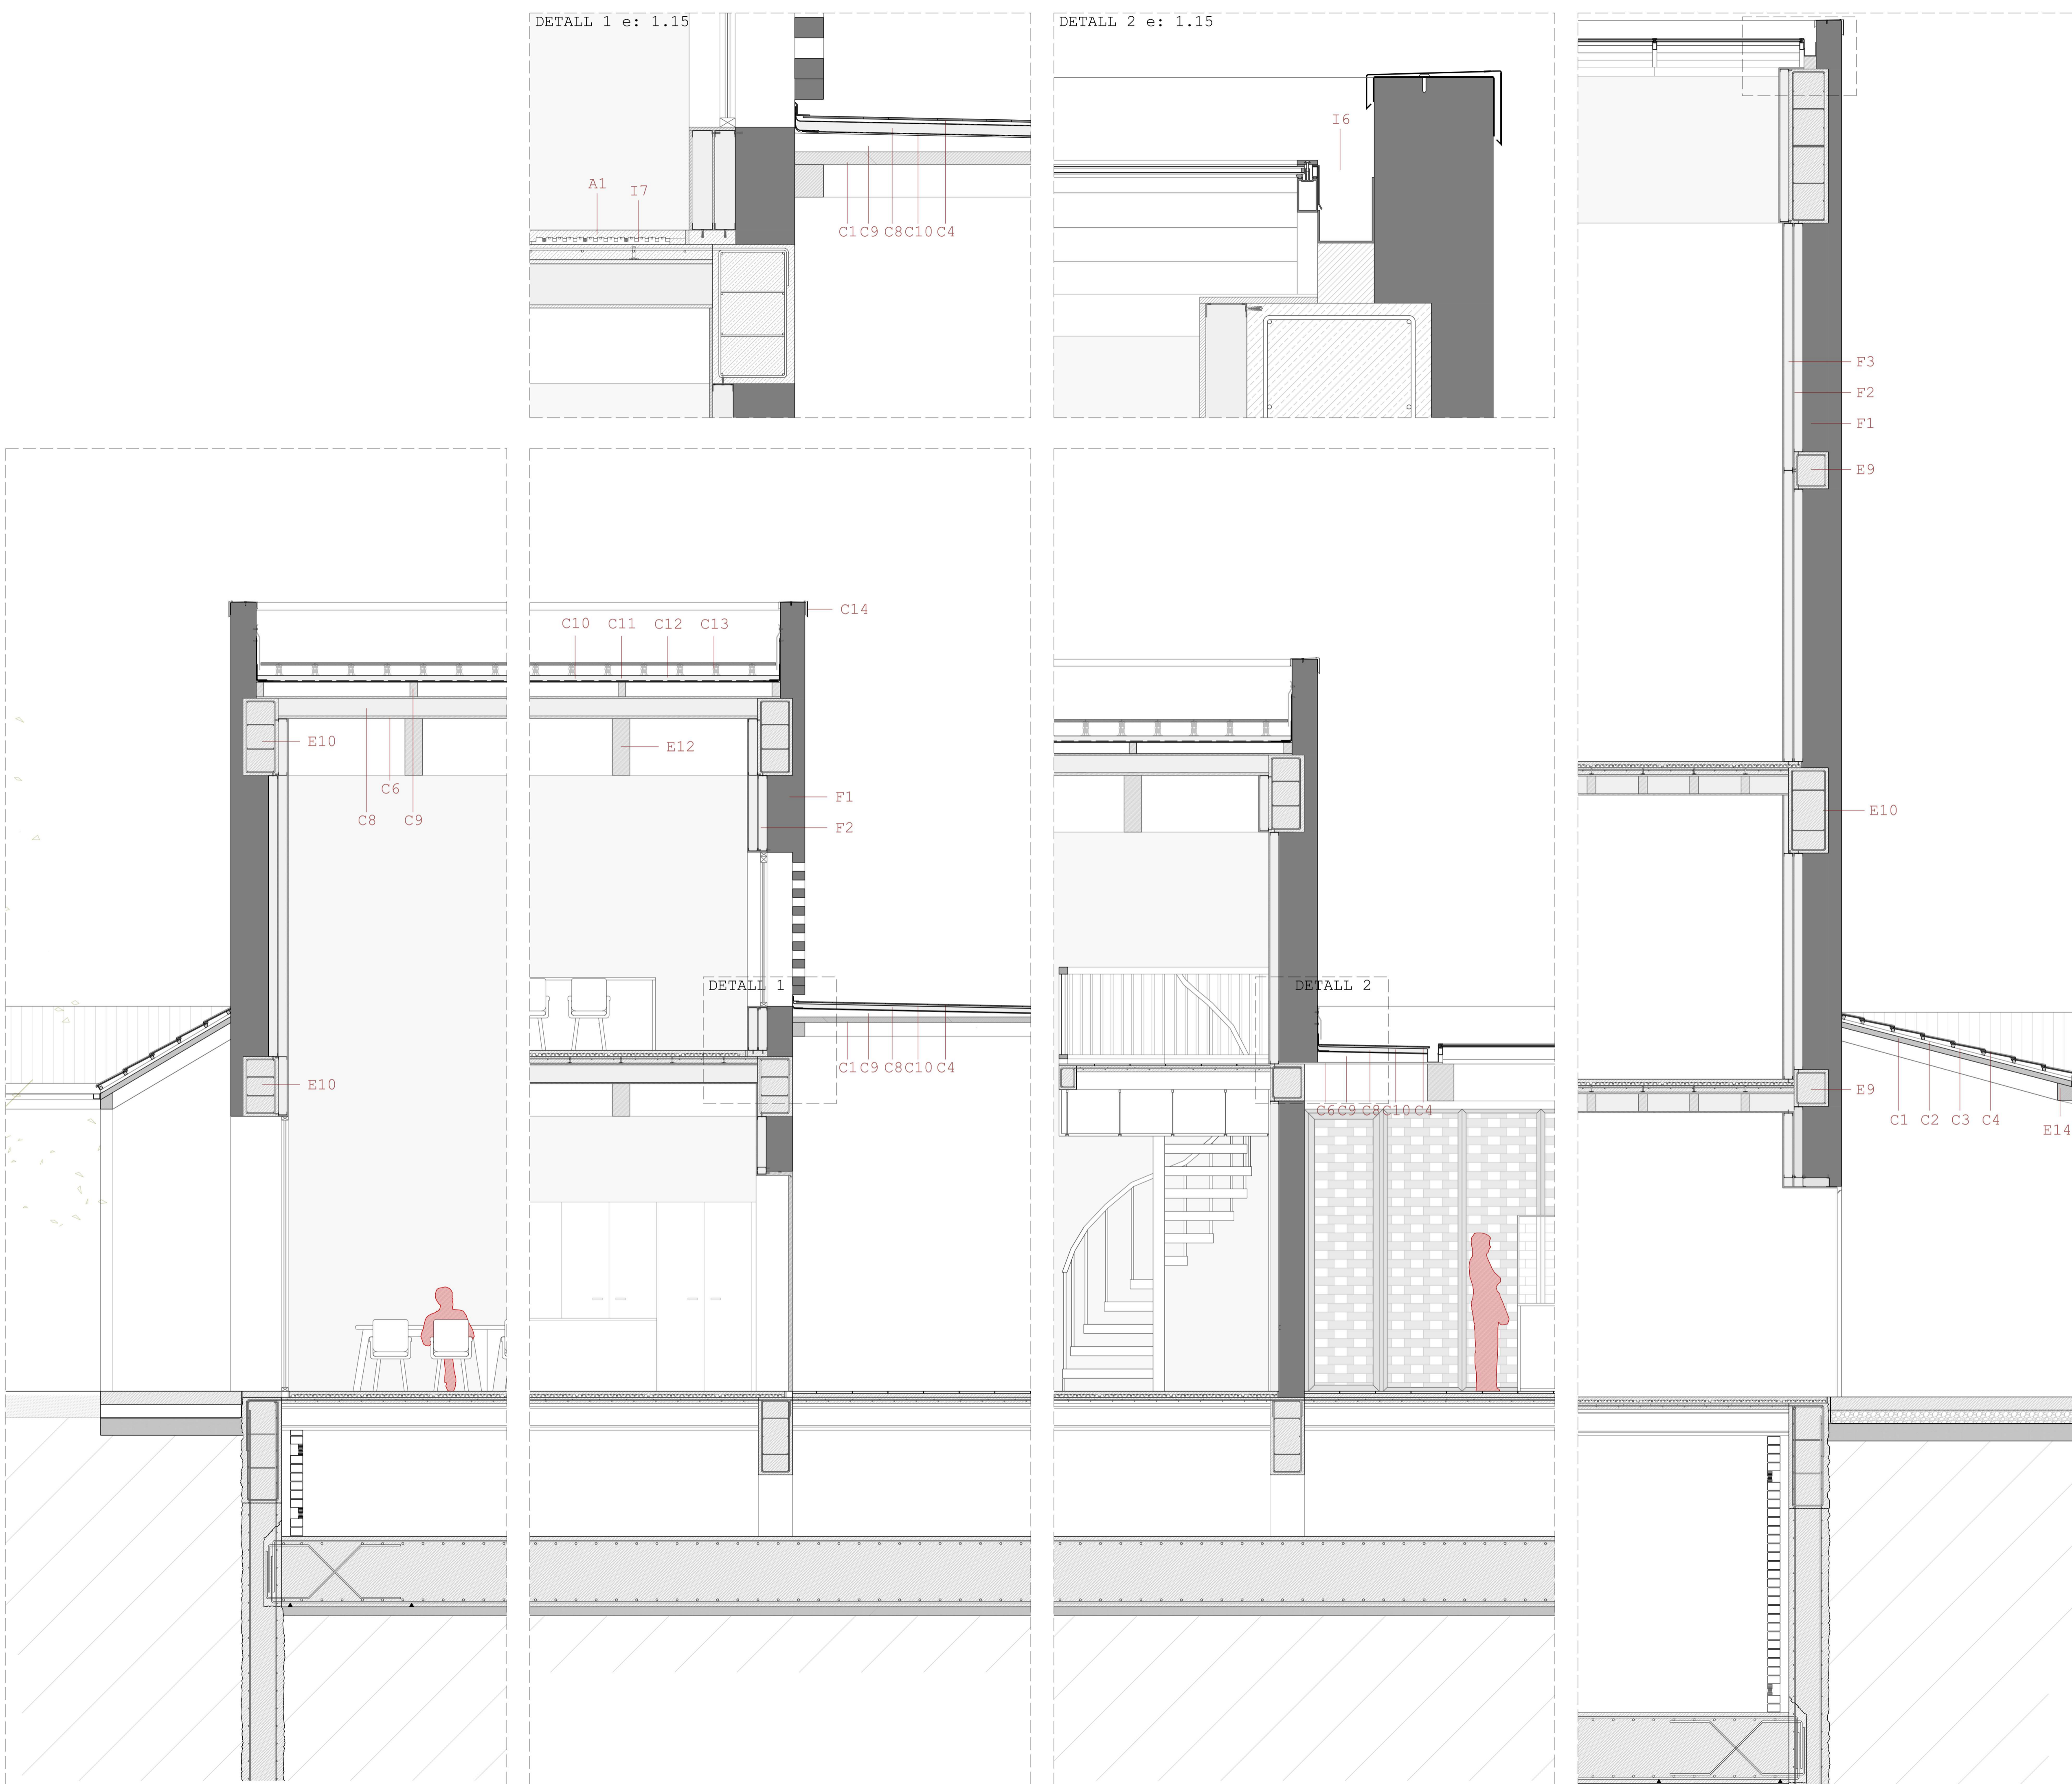 DETALL 1 e: 1.15
A1
I7
C1 C9 C8 C10 C4
DETALL 2 e: 1.15
I6
E10
C6
C8
C9
E10
C14
C10 C11 C12 C13
E12
F1
F2
DETALL 1
C1 C9 C8 C10 C4
DETALL 2
C6 C9 C8 C10 C4
F3
F2
F1
E9
E10
E9
C1 C2 C3 C4
E14